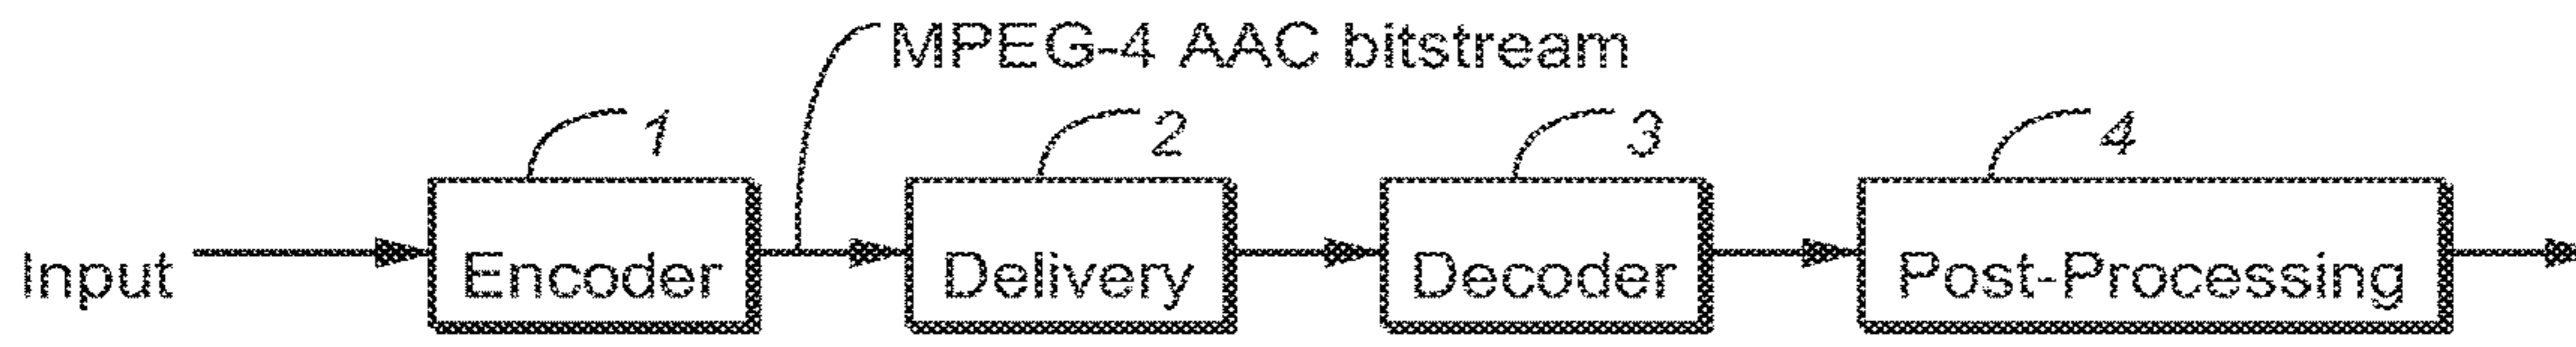 MPEG-4 AAC bitstream
1 2 3 4
Input Encoder Delivery Decoder Post-Processing